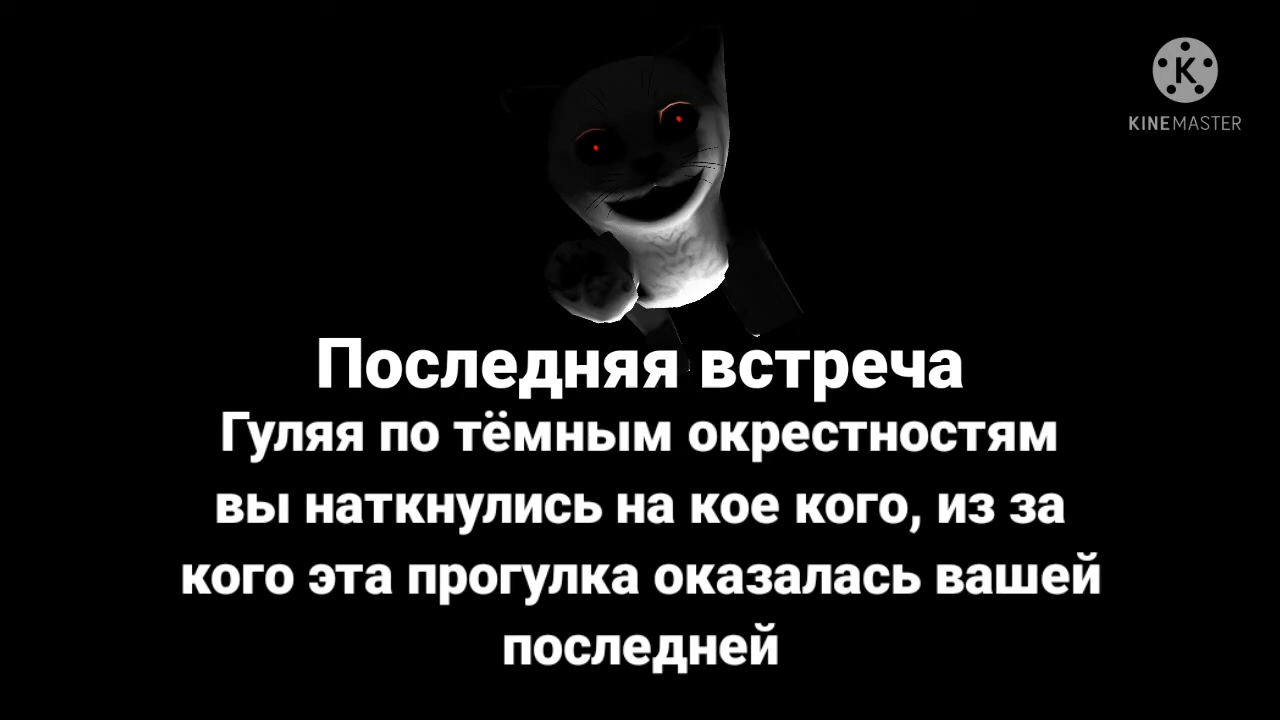 K
KINEMASTER
Последняя встреча
Гуляя по тёмным окрестностям
вы наткнулись на кое кого, из за
кого эта прогулка оказалась вашей
последней